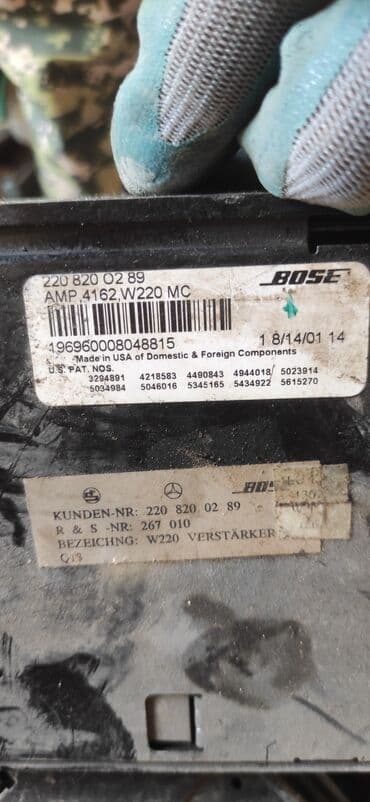 220 820 02 89
BOSE
AMP 4162.W220 MC
196960008048815
1 8/14/01 14
Made in USA of Domestic & Foreign Components
U.S. PAT. NOS.
3294891 4218583 4490843 4944018 5023914
5034984 5046016 5345165 5434922 5615270
KUNDEN-NR: 220 820 02 89
R & S -NR: 267 010
BEZEICHNG: W220 VERSTÄRKER